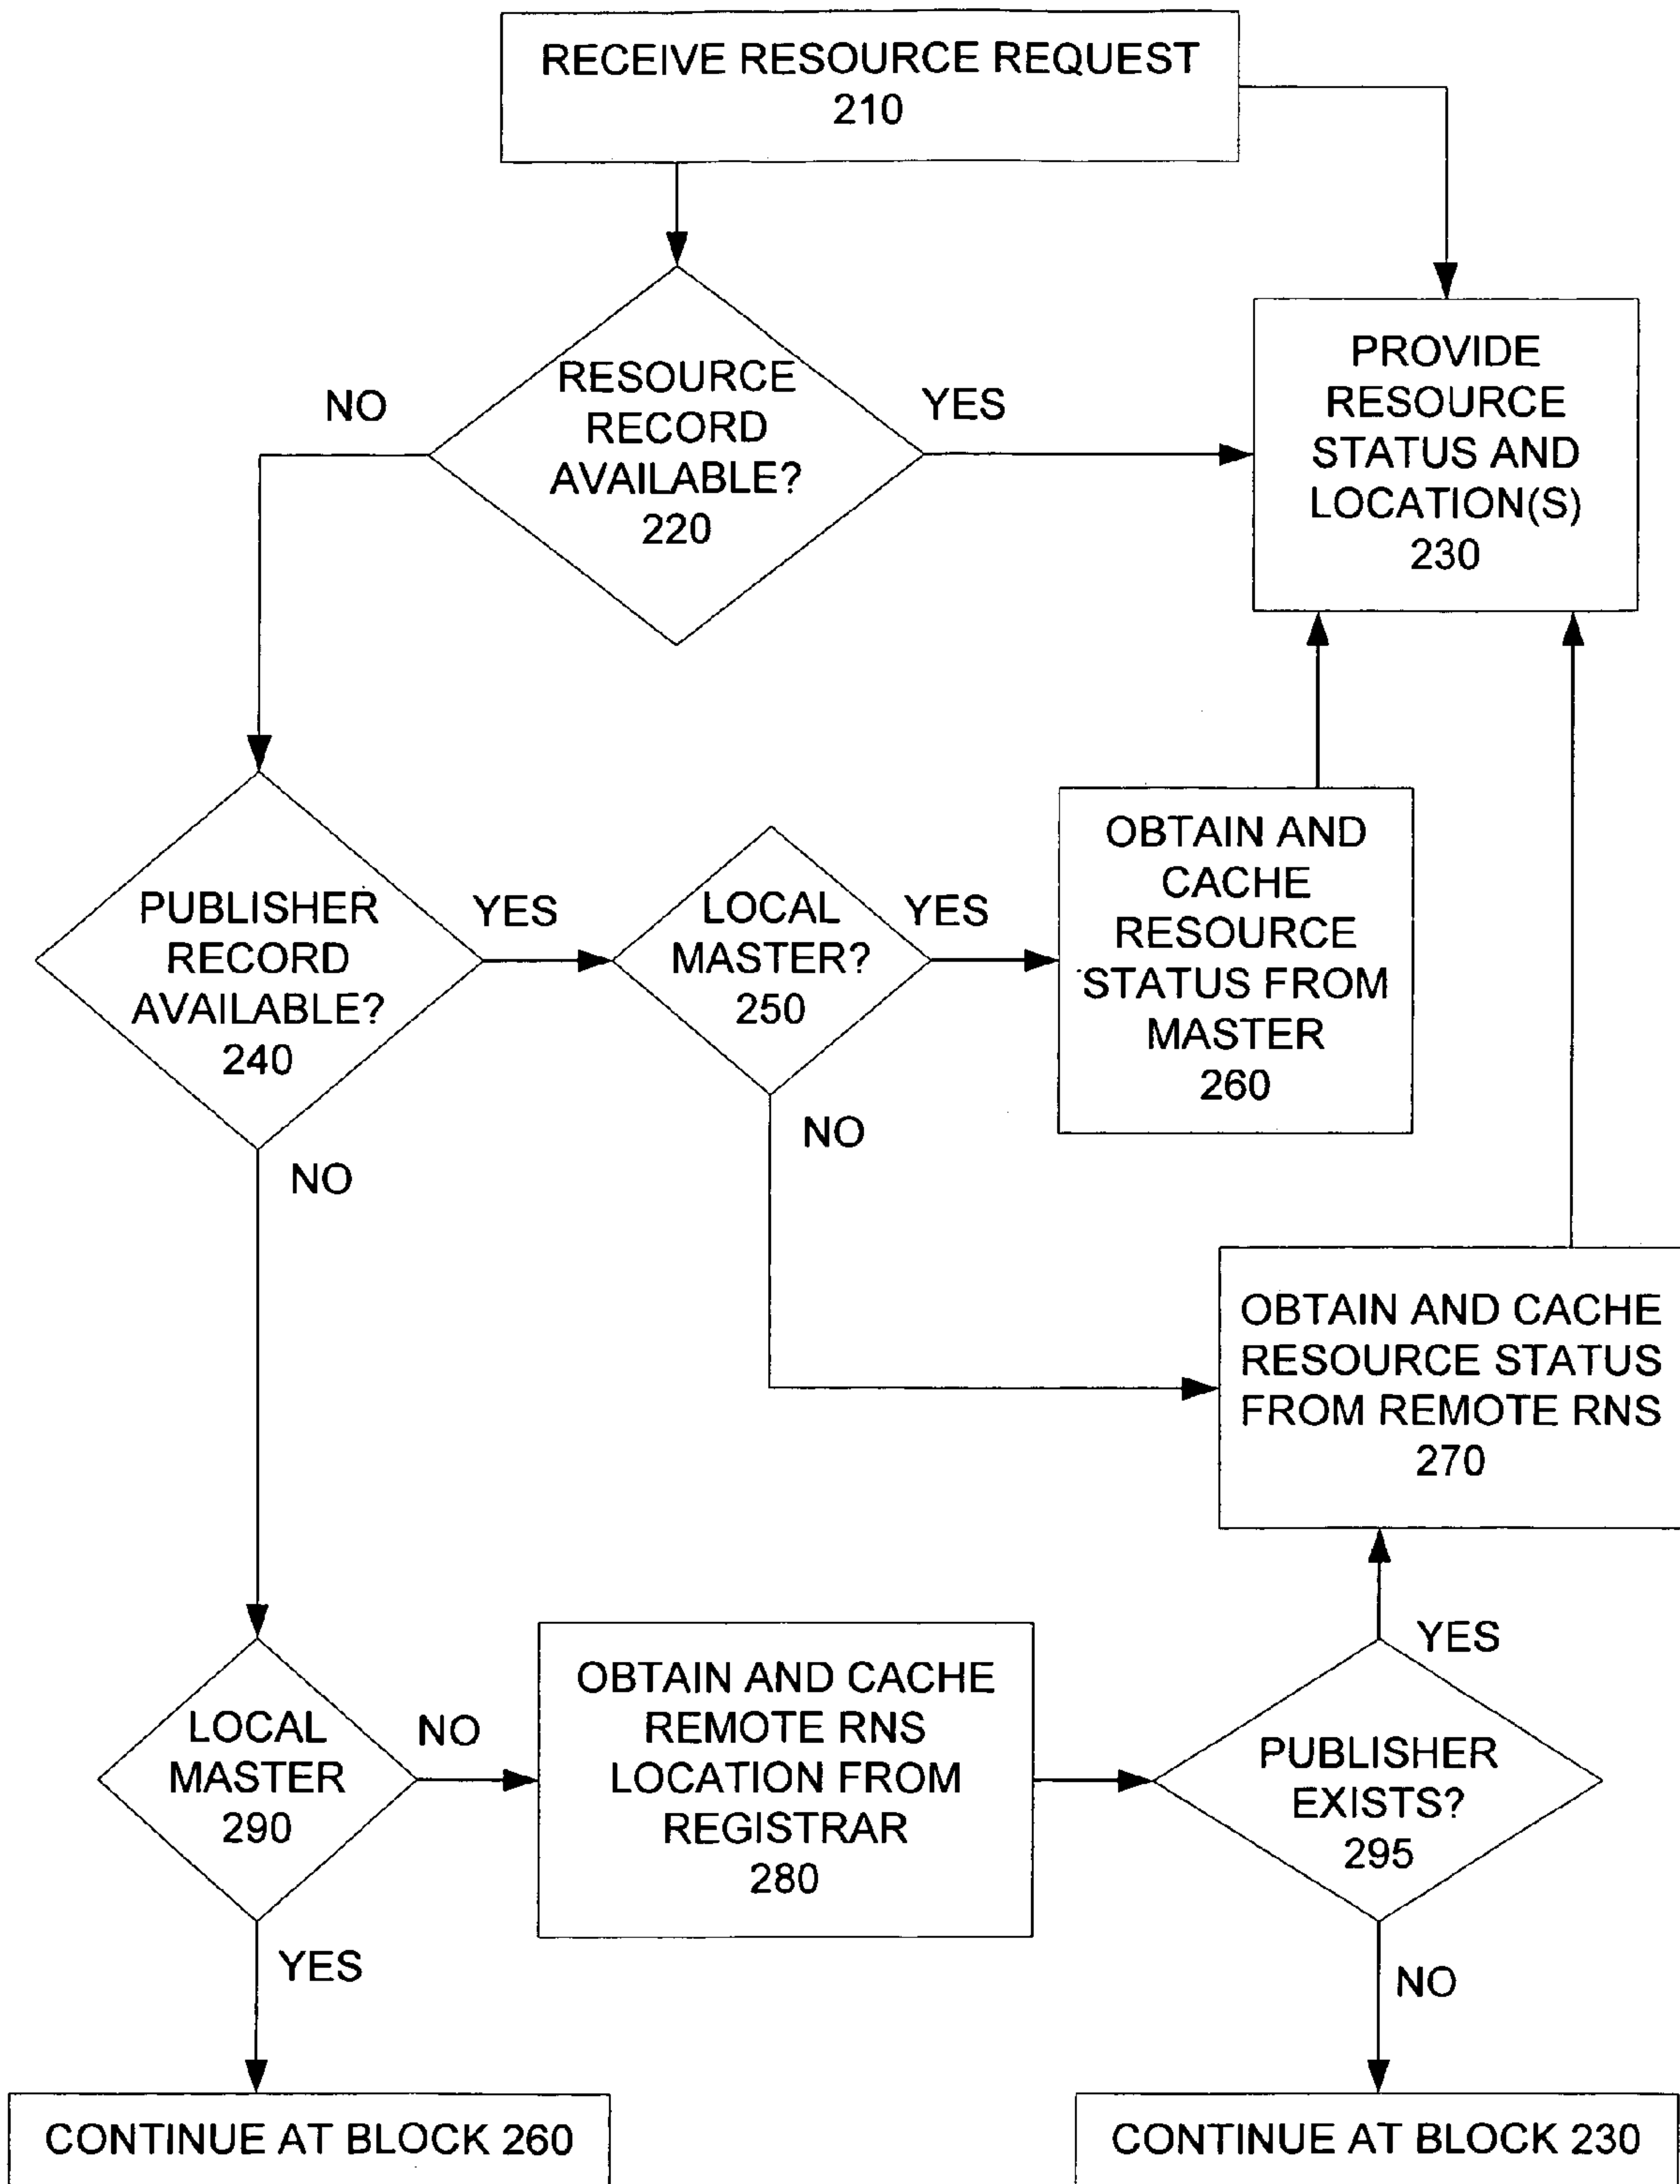 RECEIVE RESOURCE REQUEST
210
RESOURCE
RECORD
AVAILABLE?
220
NO
YES
PROVIDE
RESOURCE
STATUS AND
LOCATION(S)
230
PUBLISHER
RECORD
AVAILABLE?
240
YES
NO
LOCAL
MASTER?
250
YES
NO
OBTAIN AND
CACHE
RESOURCE
STATUS FROM
MASTER
260
OBTAIN AND CACHE
RESOURCE STATUS
FROM REMOTE RNS
270
LOCAL
MASTER
290
NO
YES
OBTAIN AND CACHE
REMOTE RNS
LOCATION FROM
REGISTRAR
280
PUBLISHER
EXISTS?
295
YES
NO
CONTINUE AT BLOCK 260
CONTINUE AT BLOCK 230